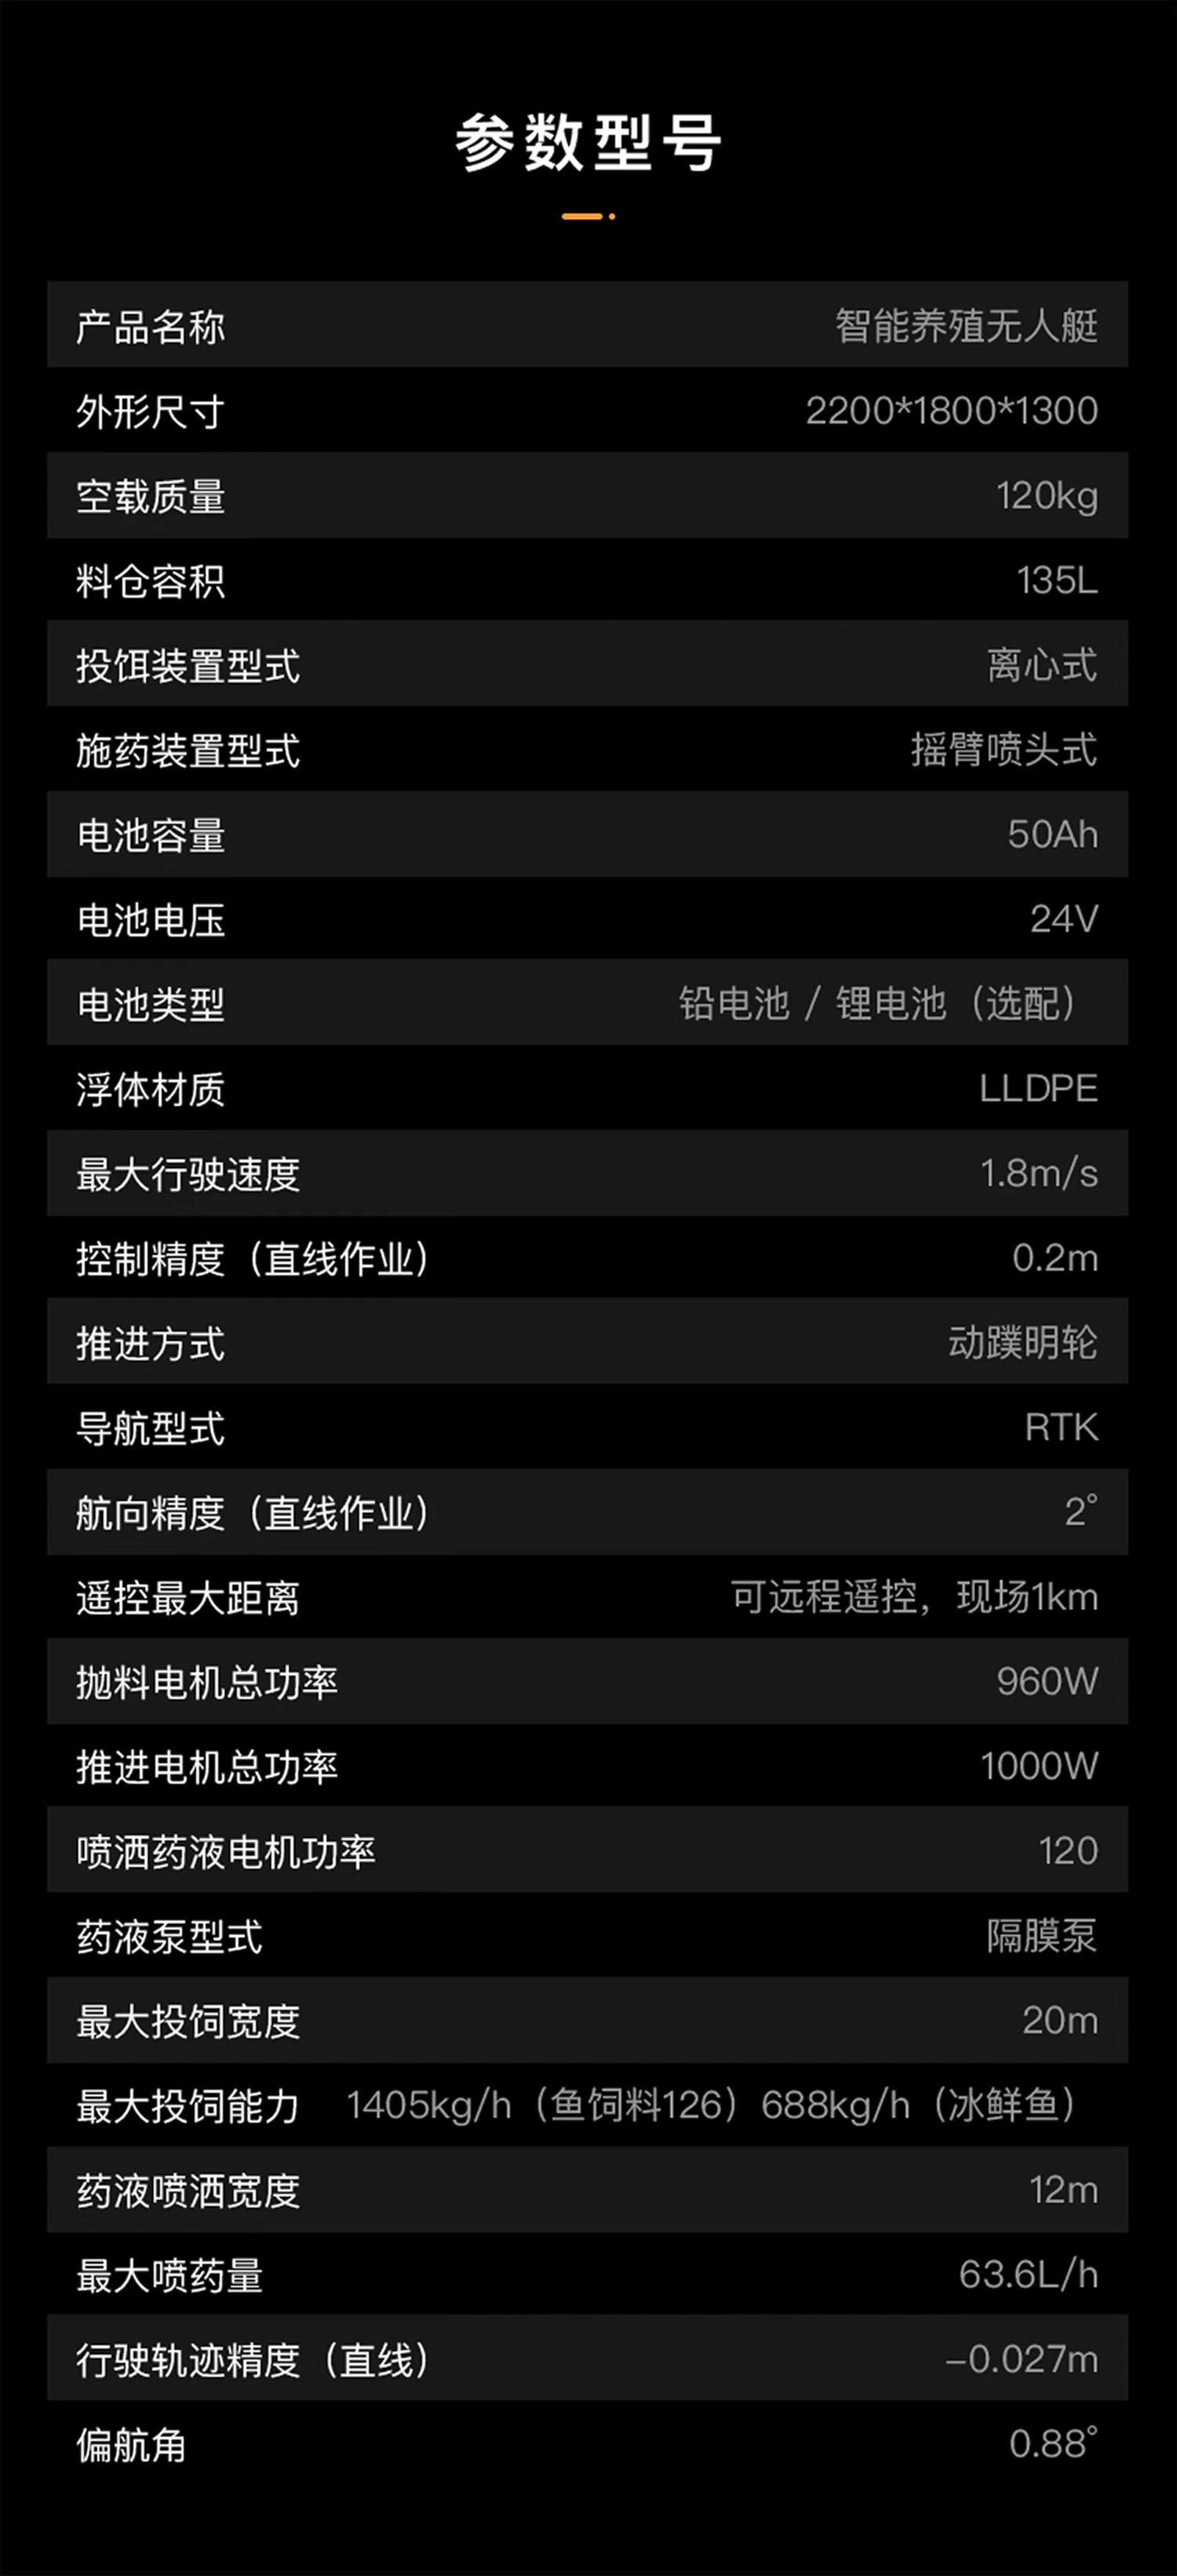 参数型号
产品名称 智能养殖无人艇
外形尺寸 2200*1800*1300
空载质量 120kg
料仓容积 135L
投饵装置型式 离心式
施药装置型式 摇臂喷头式
电池容量 50Ah
电池电压 24V
电池类型 铅电池 / 锂电池（选配）
浮体材质 LLDPE
最大行驶速度 1.8m/s
控制精度（直线作业） 0.2m
推进方式 动蹼明轮
导航型式 RTK
航向精度（直线作业） 2°
遥控最大距离 可远程遥控，现场1km
抛料电机总功率 960W
推进电机总功率 1000W
喷洒药液电机功率 120
药液泵型式 隔膜泵
最大投饲宽度 20m
最大投饲能力 1405kg/h（鱼饲料126）688kg/h（冰鲜鱼）
药液喷洒宽度 12m
最大喷药量 63.6L/h
行驶轨迹精度（直线） -0.027m
偏航角 0.88°